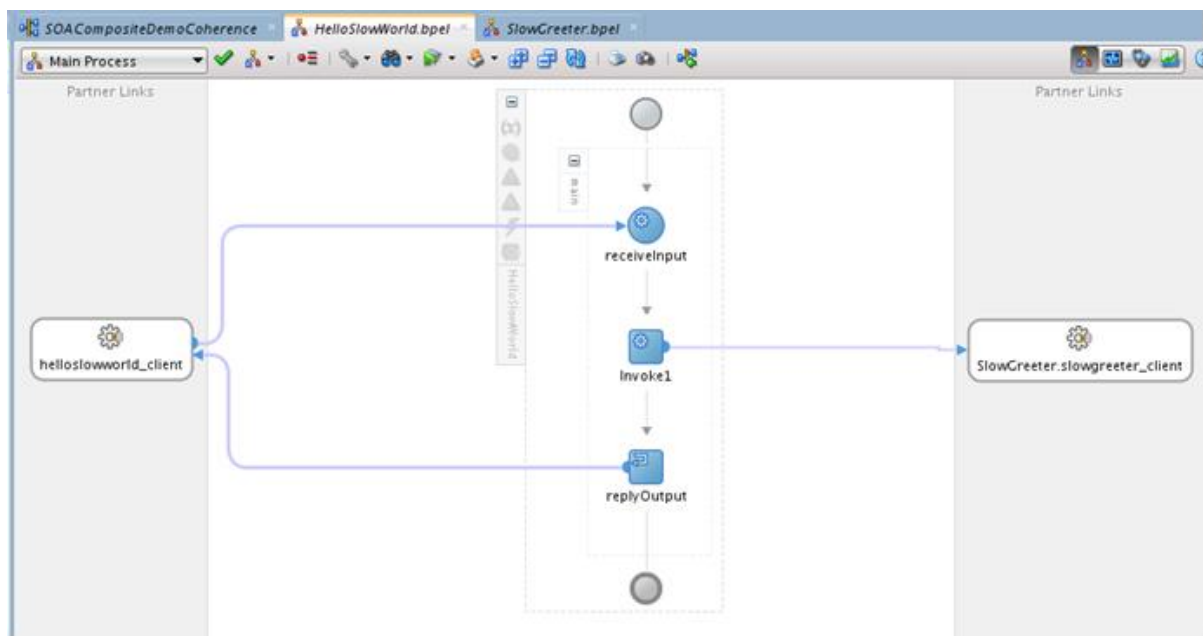 SOACompositeDemoCoherence
HelloSlowWorld.bpel
SlowGreeter.bpel
Main Process
Partner Links
Partner Links
(x)
main
receiveInput
HelloSlowWorld
helloslowworld_client
Invoke1
SlowGreeter.slowgreeter_client
replyOutput